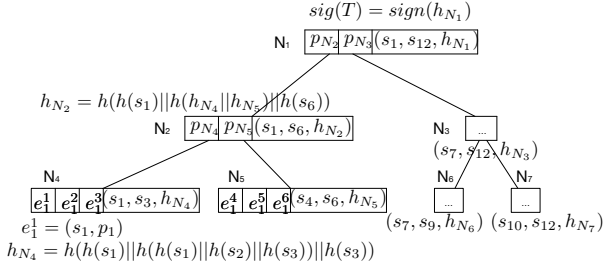 sig(T) = sign(h_{N_1})
N₁ p_{N_2} p_{N_3} (s_1, s_{12}, h_{N_1})
h_{N_2} = h(h(s_1)||h(h_{N_4}||h_{N_5})||h(s_6))
N₂ p_{N_4} p_{N_5} (s_1, s_6, h_{N_2}) N₃ ...
(s_7, s_{12}, h_{N_3})
N₄ N₅ N₆ N₇
e_1^1 e_1^2 e_1^3 (s_1, s_3, h_{N_4}) e_1^4 e_1^5 e_1^6 (s_4, s_6, h_{N_5}) ... ...
e_1^1 = (s_1, p_1) (s_7, s_9, h_{N_6}) (s_{10}, s_{12}, h_{N_7})
h_{N_4} = h(h(s_1)||h(h(s_1)||h(s_2)||h(s_3))||h(s_3))